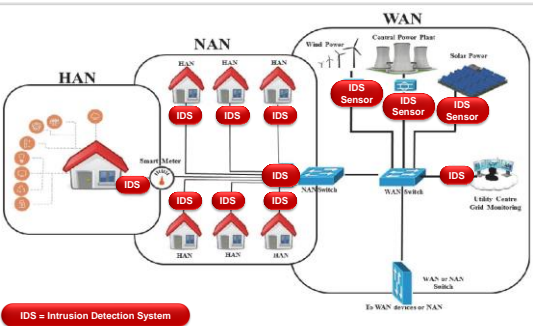 WAN
NAN
HAN
Wind Power
Central Power Plant
Solar Power
HAN
HAN
HAN
IDS
Sensor
IDS
Sensor
IDS
Sensor
IDS
IDS
IDS
Smart Meter
IDS
IDS
NAN Switch
WAN Switch
IDS
Utility Centre
Grid Monitoring
IDS
IDS
IDS
HAN
HAN
HAN
WAN or NAN
Switch
To WAN devices or NAN
IDS = Intrusion Detection System